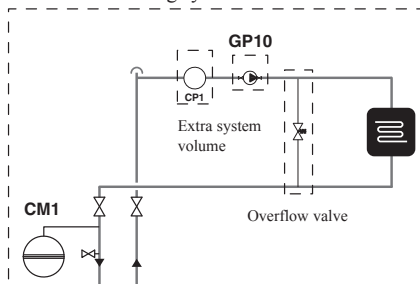 GP10
CP1
Extra system
volume
CM1
Overflow valve